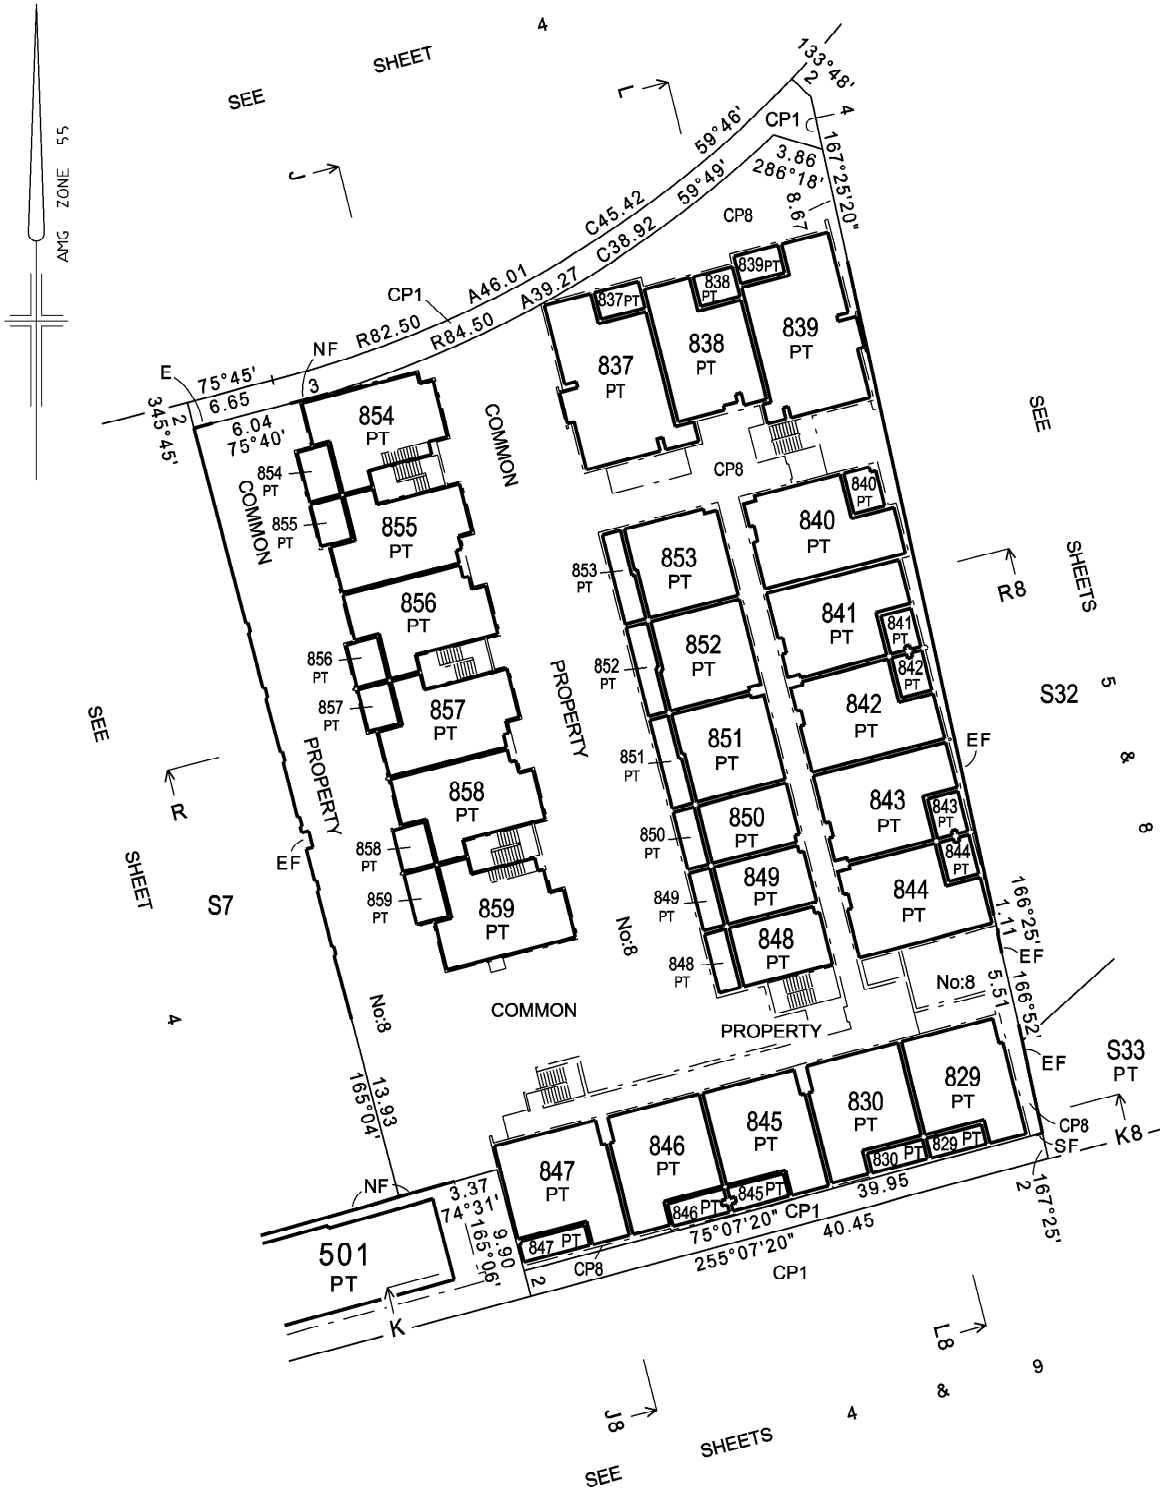 4
SHEET
SEE
AMG ZONE 55
L
J
133°48'
2
4
CP1
167°25'20"
59°46'
3.86
286°18'
8.67
59°49'
C45.42
C38.92
CP8
A46.01
A39.27
CP1
R82.50
R84.50
NF
E
75°45'
6.65
3
2
345°45'
6.04
75°40'
837PT
838
PT
839PT
837
PT
838
PT
839
PT
SEE
SHEETS
5
&
8
854
PT
854
PT
COMMON
COMMON
CP8
855
PT
855
PT
840
PT
840
PT
853
PT
853
PT
R8
856
PT
856
PT
841
PT
841
PT
852
PT
852
PT
842
PT
842
PT
S32
857
PT
857
PT
PROPERTY
PROPERTY
851
PT
851
PT
EF
SEE
SHEET
4
R
858
PT
858
PT
850
PT
850
PT
843
PT
843
PT
844
PT
844
PT
EF
S7
859
PT
859
PT
849
PT
849
PT
848
PT
848
PT
No:8
166°25'
1.11
EF
No:8
5.51
166°52'
No:8
COMMON
PROPERTY
EF
S33
PT
13.93
165°04'
829
PT
830
PT
845
PT
846
PT
847
PT
CP8
SF
K8
829 PT
830 PT
845PT
846 PT
847 PT
NF
3.37
74°31'
9.90
165°06'
39.95
75°07'20"
CP1
40.45
255°07'20"
2
167°25'
501
PT
CP8
2
CP1
K
L8
J8
9
&
4
SHEETS
SEE